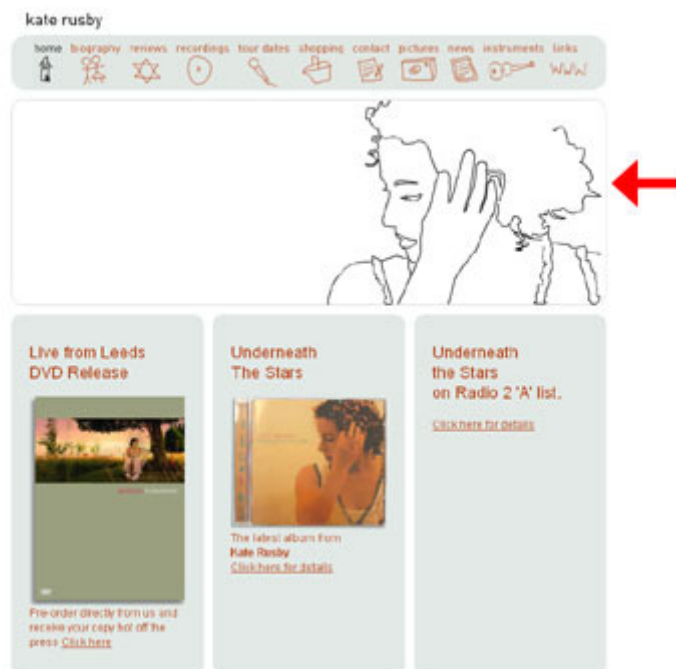 kate rusby
home biography reviews recordings tour dates shopping contact pictures news instruments links
WWW
Live from Leeds
DVD Release
Pre-order directly from us and
receive your copy hot off the
press Click here
Underneath
The Stars
The latest album from
Kate Rusby
Click here for details
Underneath
the Stars
on Radio 2 'A' list.
Click here for details